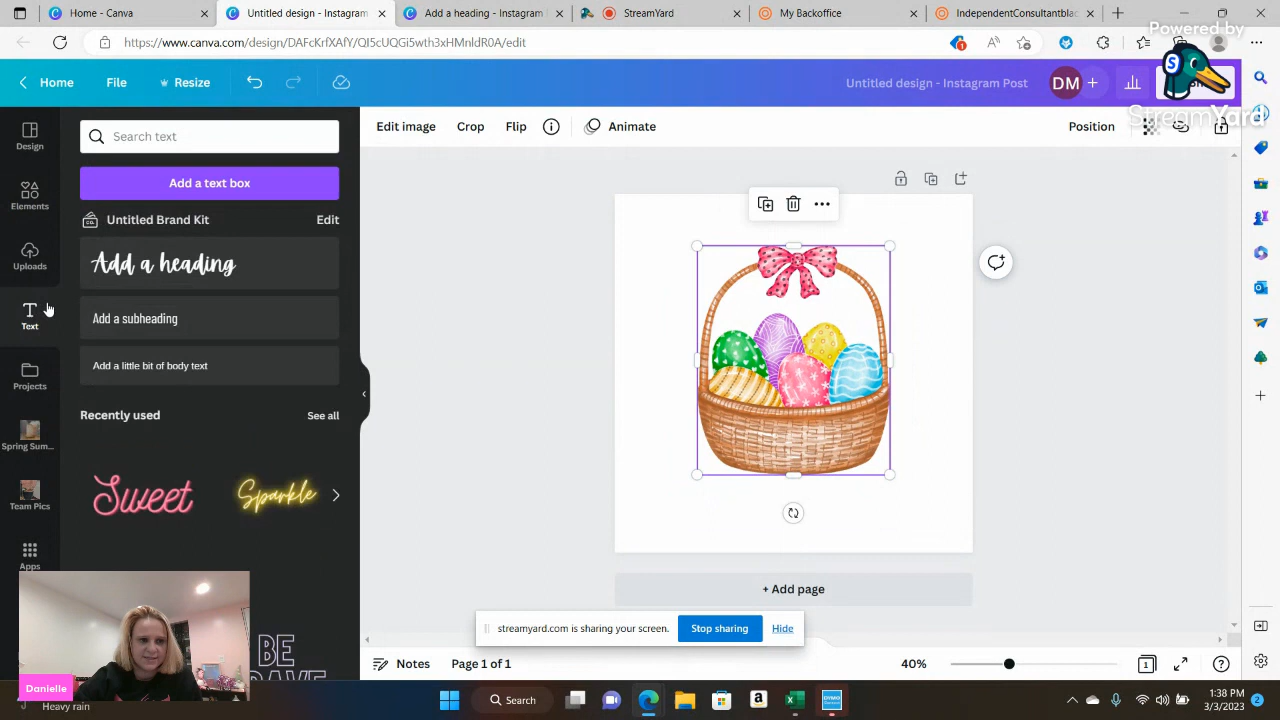 Home - Canva
Untitled design - Instagram
Add a heading - Instagram
StreamYard
My Backoffice
IndependentConsultantblac
https://www.canva.com/design/DAFcKrfXAfY/QJ5cUQGi5wth3xHMnldR0A/edit
Powered by
StreamYard
Home
File
Resize
Untitled design - Instagram Post
DM
Design
Search text
Edit image
Crop
Flip
Animate
Position
Add a text box
Elements
Untitled Brand Kit
Edit
Uploads
Add a heading
Text
Add a subheading
Projects
Add a little bit of body text
Recently used
See all
Spring Sum...
Team Pics
Sweet
Sparkle
Apps
+ Add page
streamyard.com is sharing your screen.
Stop sharing
Hide
BE
Notes
Page 1 of 1
40%
1
Danielle
Heavy rain
Search
1:38 PM
3/3/2023
2